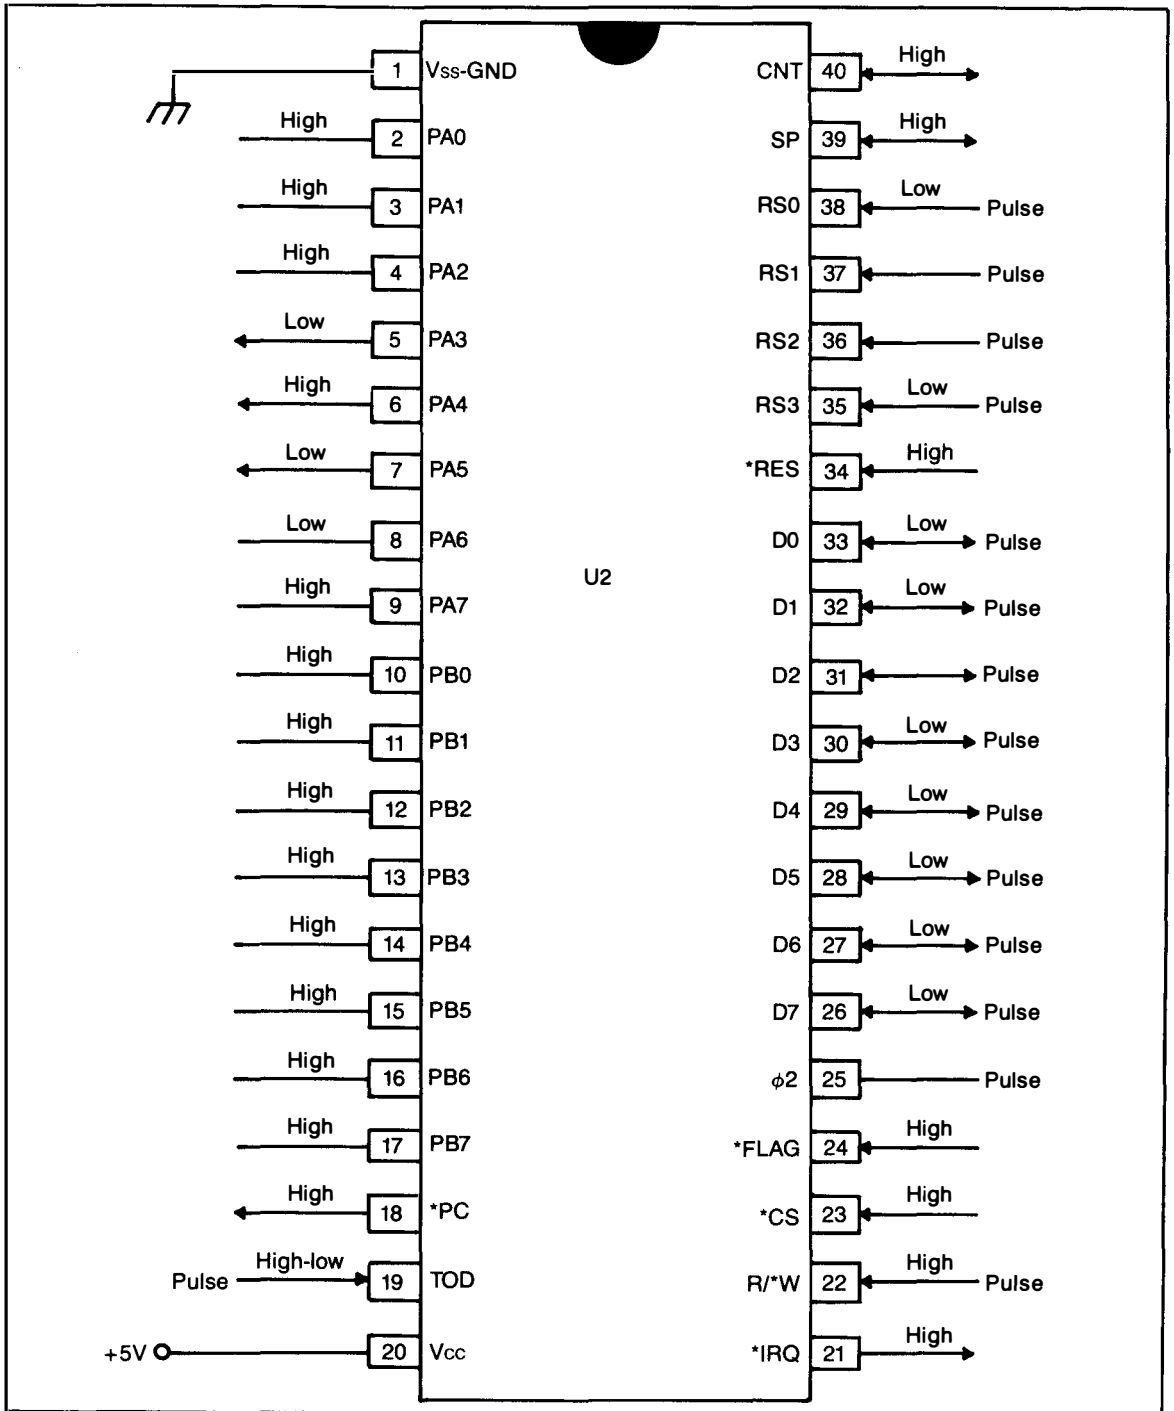 1 Vss-GND CNT 40 High
High 2 PA0 SP 39 High
High 3 PA1 RS0 38 Low Pulse
High 4 PA2 RS1 37 Pulse
Low 5 PA3 RS2 36 Pulse
High 6 PA4 RS3 35 Low Pulse
Low 7 PA5 *RES 34 High
Low 8 PA6 D0 33 Low Pulse
U2
High 9 PA7 D1 32 Low Pulse
High 10 PB0 D2 31 Pulse
High 11 PB1 D3 30 Low Pulse
High 12 PB2 D4 29 Low Pulse
High 13 PB3 D5 28 Low Pulse
High 14 PB4 D6 27 Low Pulse
High 15 PB5 D7 26 Low Pulse
High 16 PB6 ϕ2 25 Pulse
High 17 PB7 *FLAG 24 High
High 18 *PC *CS 23 High
Pulse High-low 19 TOD R/*W 22 High Pulse
+5V 20 Vcc *IRQ 21 High